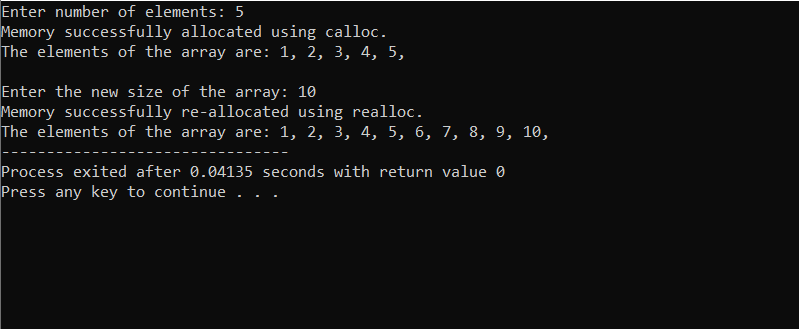 Enter number of elements: 5
Memory successfully allocated using calloc.
The elements of the array are: 1, 2, 3, 4, 5,
Enter the new size of the array: 10
Memory successfully re-allocated using realloc.
The elements of the array are: 1, 2, 3, 4, 5, 6, 7, 8, 9, 10,
--------------------------------
Process exited after 0.04135 seconds with return value 0
Press any key to continue . . .